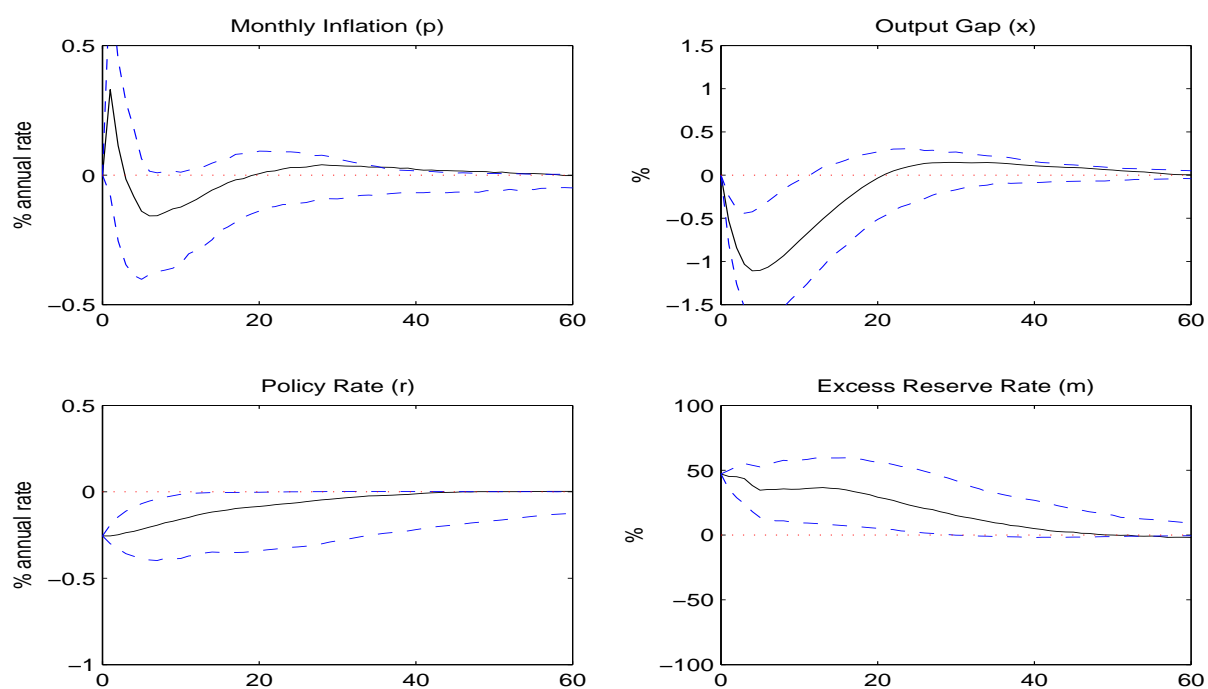 Monthly Inflation (p)
Output Gap (x)
0.5
0
−0.5
% annual rate
0 20 40 60
1.5
1
0.5
0
−0.5
−1
−1.5
%
0 20 40 60
Policy Rate (r)
Excess Reserve Rate (m)
0.5
0
−0.5
−1
% annual rate
0 20 40 60
100
50
0
−50
−100
%
0 20 40 60